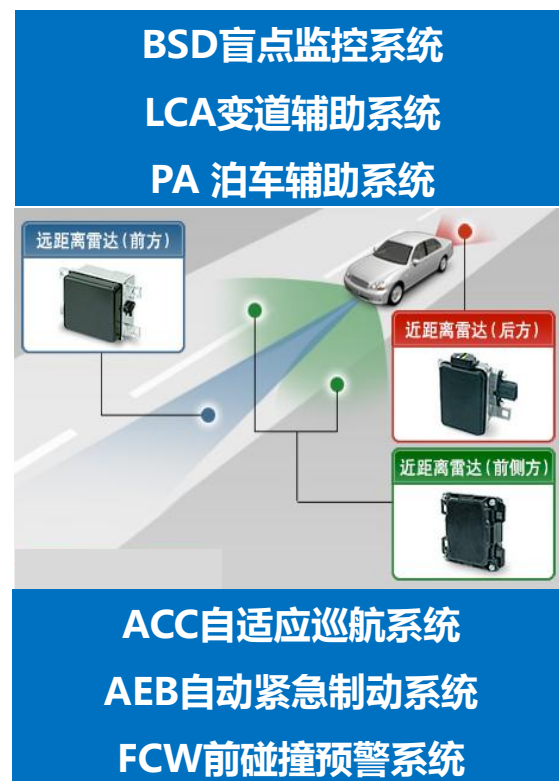 BSD盲点监控系统
LCA变道辅助系统
PA 泊车辅助系统
远距离雷达(前方)
近距离雷达(后方)
近距离雷达(前侧方)
ACC自适应巡航系统
AEB自动紧急制动系统
FCW前碰撞预警系统